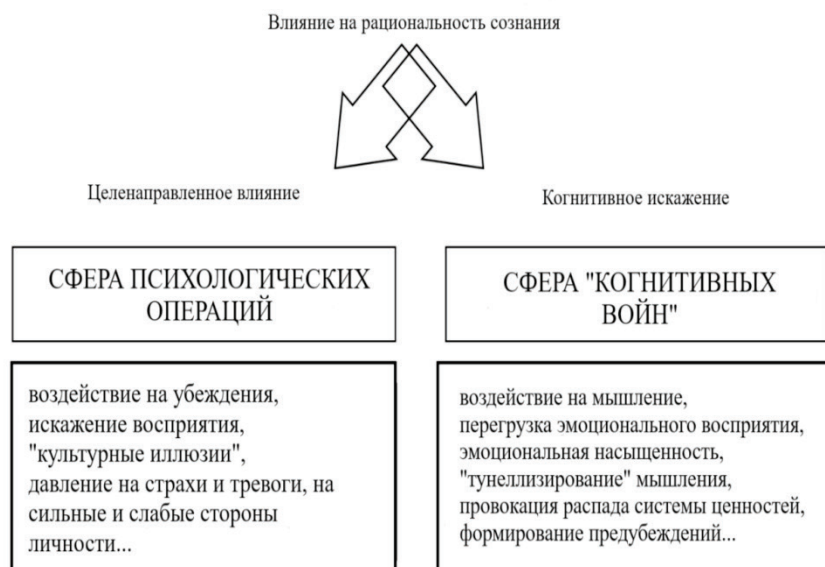 Влияние на рациональность сознания
Целенаправленное влияние
Когнитивное искажение
СФЕРА ПСИХОЛОГИЧЕСКИХ
ОПЕРАЦИЙ
СФЕРА "КОГНИТИВНЫХ
ВОЙН"
воздействие на убеждения,
искажение восприятия,
"культурные иллюзии",
давление на страхи и тревоги, на
сильные и слабые стороны
личности...
воздействие на мышление,
перегрузка эмоционального восприятия,
эмоциональная насыщенность,
"тунеллизирование" мышления,
провокация распада системы ценностей,
формирование предубеждений...